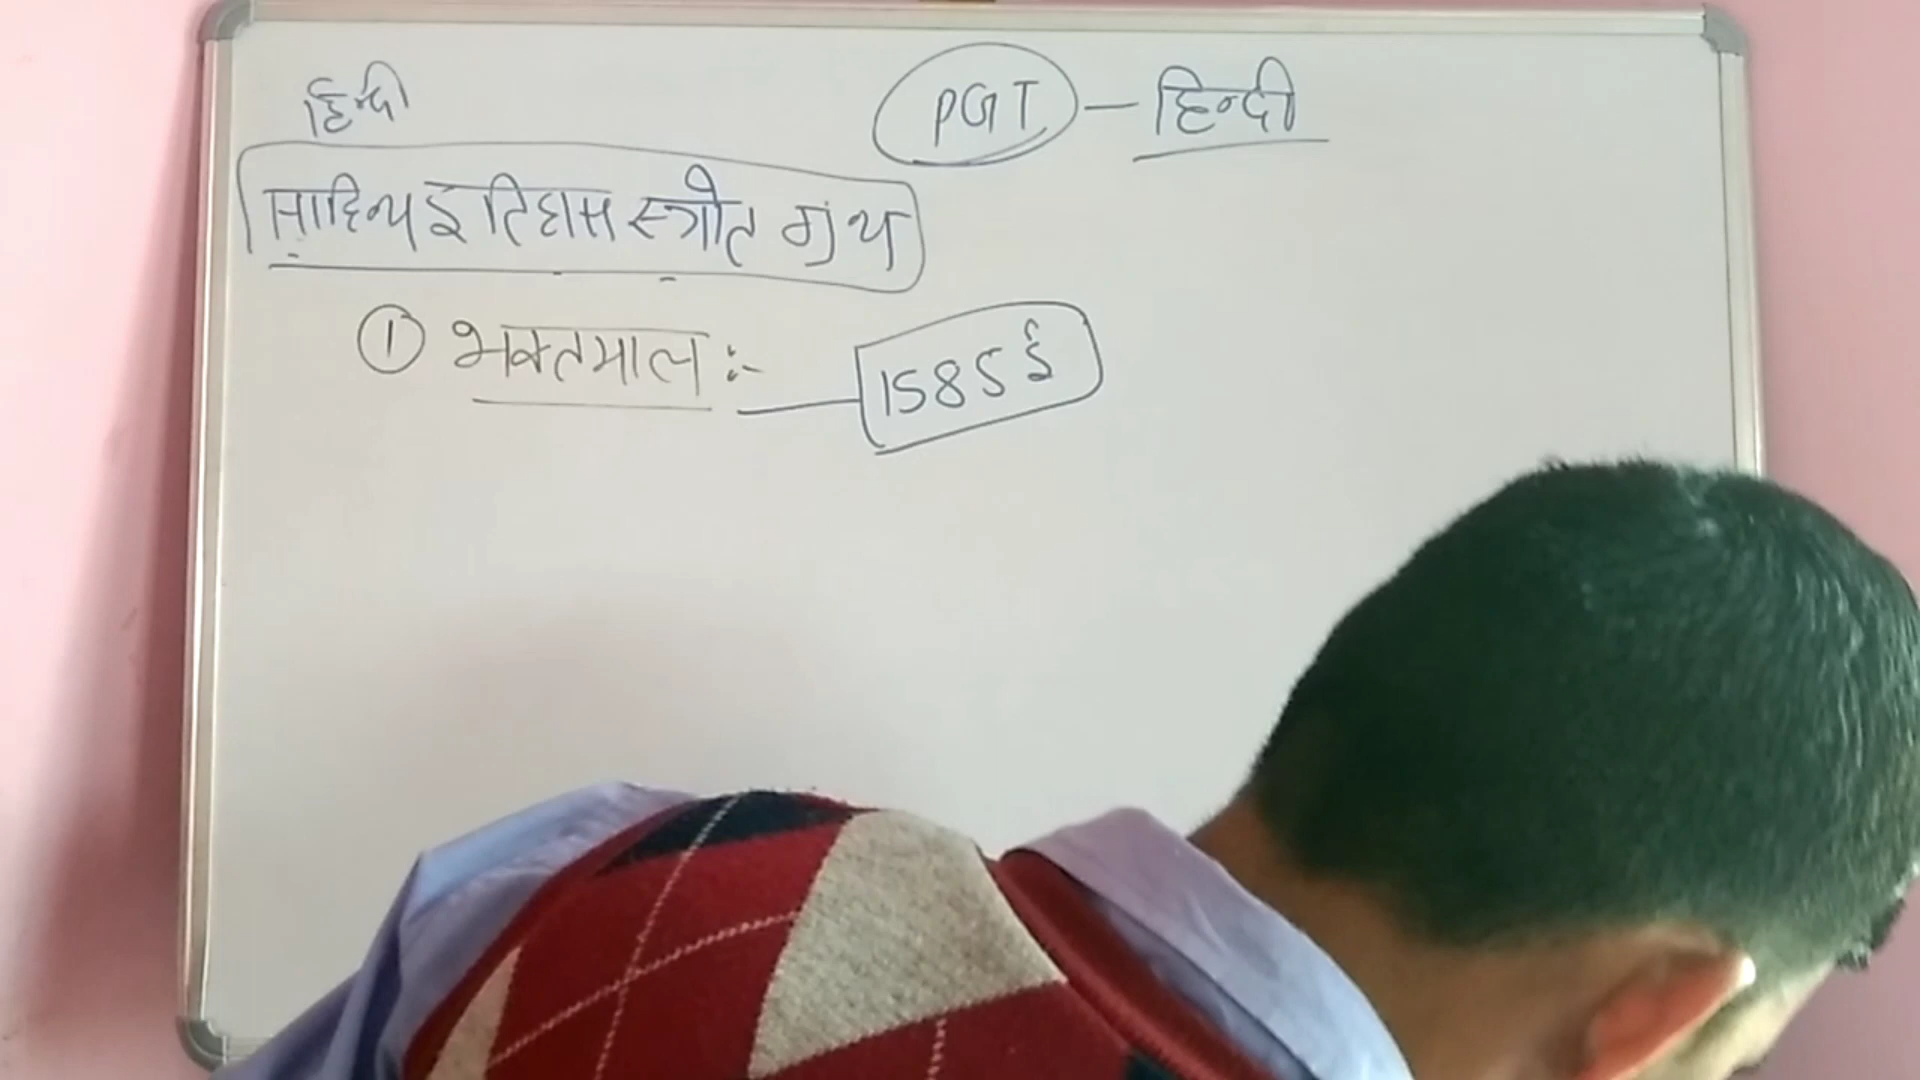 हिन्दी
PGT - हिन्दी
साहित्य इतिहास स्त्रोत ग्रंथ
① भक्तमाल :- 1585 ई